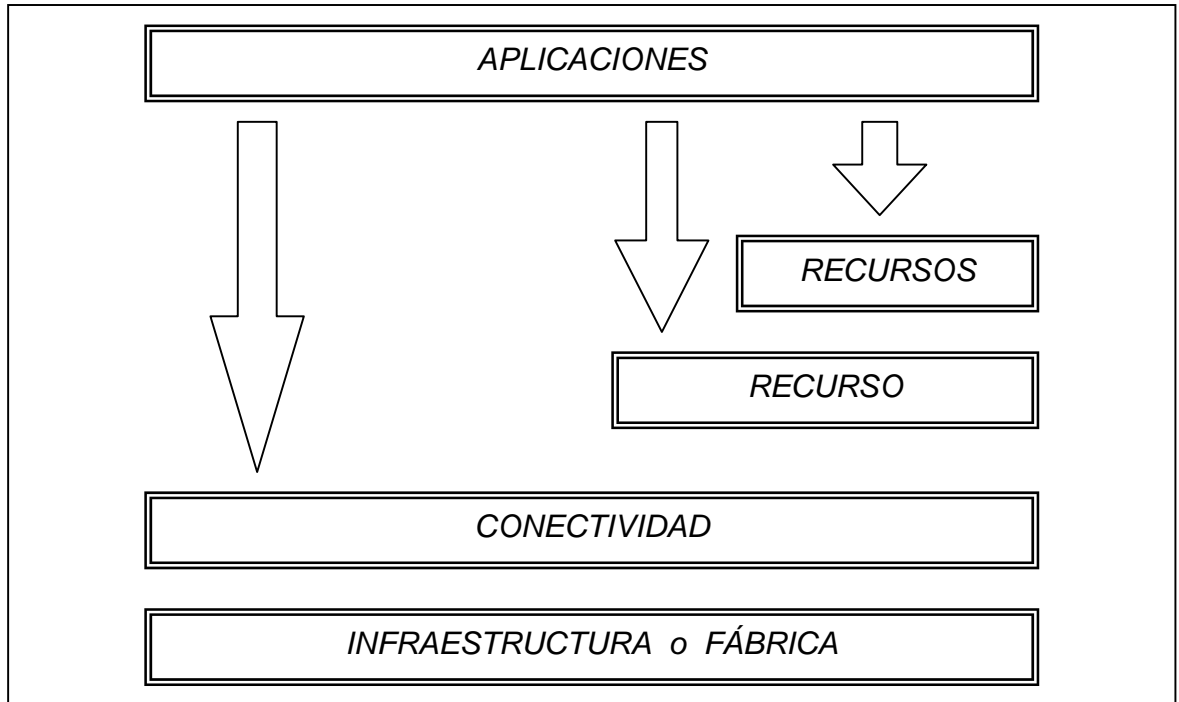 APLICACIONES
RECURSOS
RECURSO
CONECTIVIDAD
INFRAESTRUCTURA o FÁBRICA